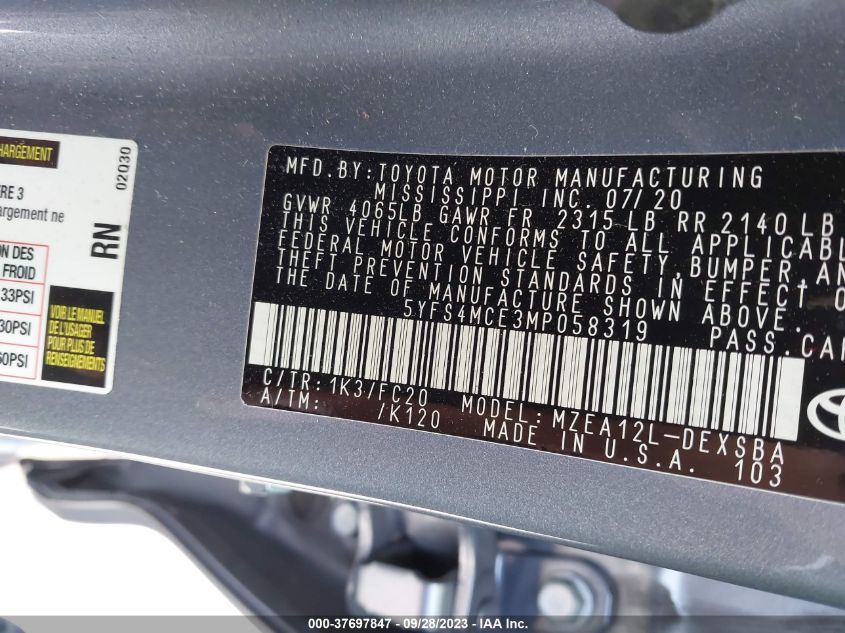 HARGEMENT
02030
RE 3
argement ne
RN
ON DES
FROID
33PSI
30PSI
60PSI
VOIR LE MANUEL
DE L'USAGER
POUR PLUS DE
RENSEIGNEMENTS
MFD. BY: TOYOTA MOTOR MANUFACTURING
MISSISSIPPI INC. 07/20
GVWR 4065LB GAWR FR 2315 LB RR 2140 LB
THIS VEHICLE CONFORMS TO ALL APPLICABL
FEDERAL MOTOR VEHICLE SAFETY, BUMPER, AN
THEFT PREVENTION STANDARDS IN EFFECT O
THE DATE OF MANUFACTURE SHOWN ABOVE.
5YFS4MCE3MP058319 PASS.CAR
C/TR: 1K3/FC20 MODEL: MZEA12L-DEXSBA
A/TM: /K120 MADE IN U.S.A. 103
000-37697847 - 09/28/2023 - IAA Inc.